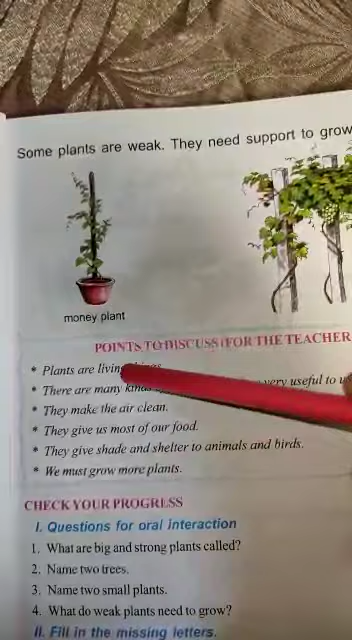 Some plants are weak. They need support to grow
money plant
POINTS TO DISCUSS (FOR THE TEACHER
* Plants are living
* There are many kinds very useful to
* They make the air clean.
* They give us most of our food.
* They give shade and shelter to animals and birds.
* We must grow more plants.
CHECK YOUR PROGRESS
I. Questions for oral interaction
1. What are big and strong plants called?
2. Name two trees.
3. Name two small plants.
4. What do weak plants need to grow?
II. Fill in the missing letters.